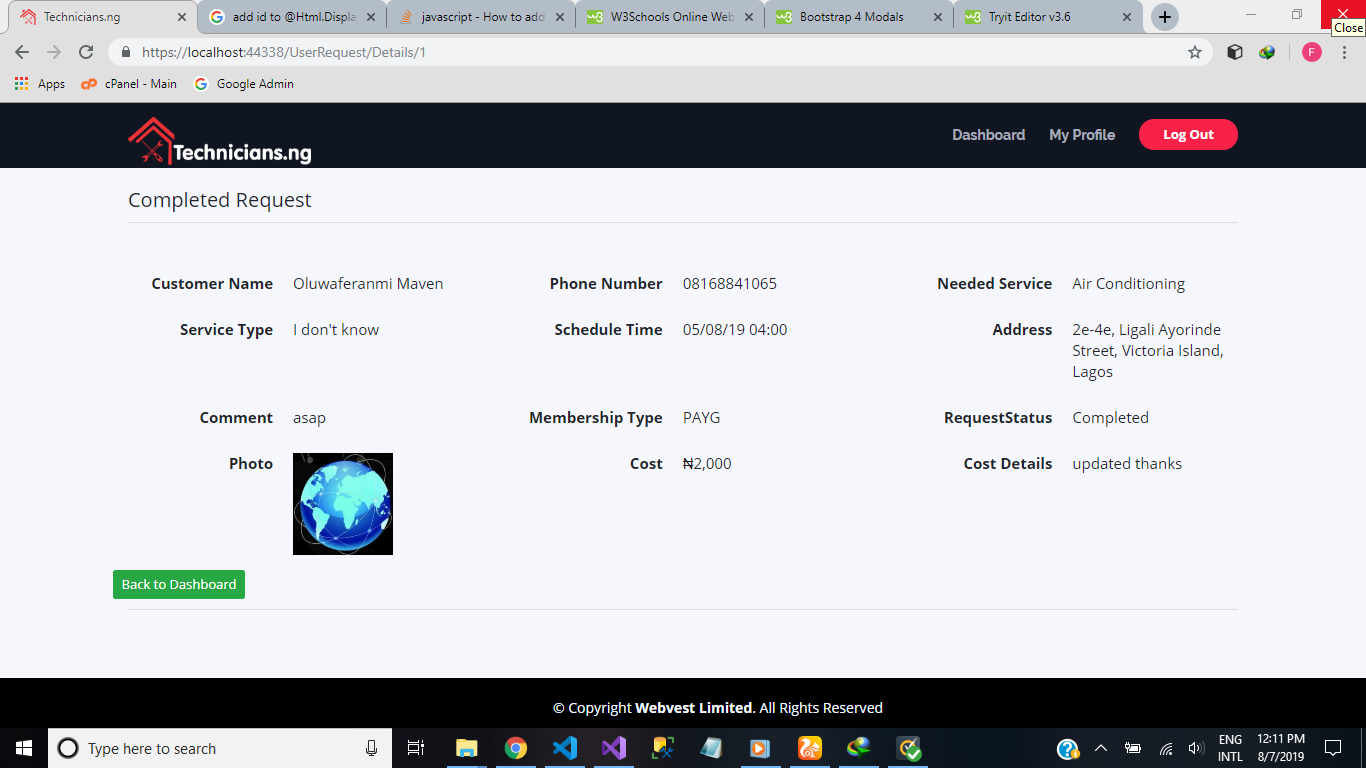 Technicians.ng
add id to @Html.Displa
javascript - How to add
W3Schools Online Web
Bootstrap 4 Modals
Tryit Editor v3.6
Close
https://localhost:44338/UserRequest/Details/1
F
Apps
cPanel - Main
Google Admin
Technicians.ng
Dashboard
My Profile
Log Out
Completed Request
Customer Name Oluwaferanmi Maven
Phone Number 08168841065
Needed Service Air Conditioning
Service Type I don't know
Schedule Time 05/08/19 04:00
Address 2e-4e, Ligali Ayorinde
Street, Victoria Island,
Lagos
Comment asap
Membership Type PAYG
RequestStatus Completed
Photo
Cost ₦2,000
Cost Details updated thanks
Back to Dashboard
© Copyright Webvest Limited. All Rights Reserved
Type here to search
ENG
INTL
12:11 PM
8/7/2019